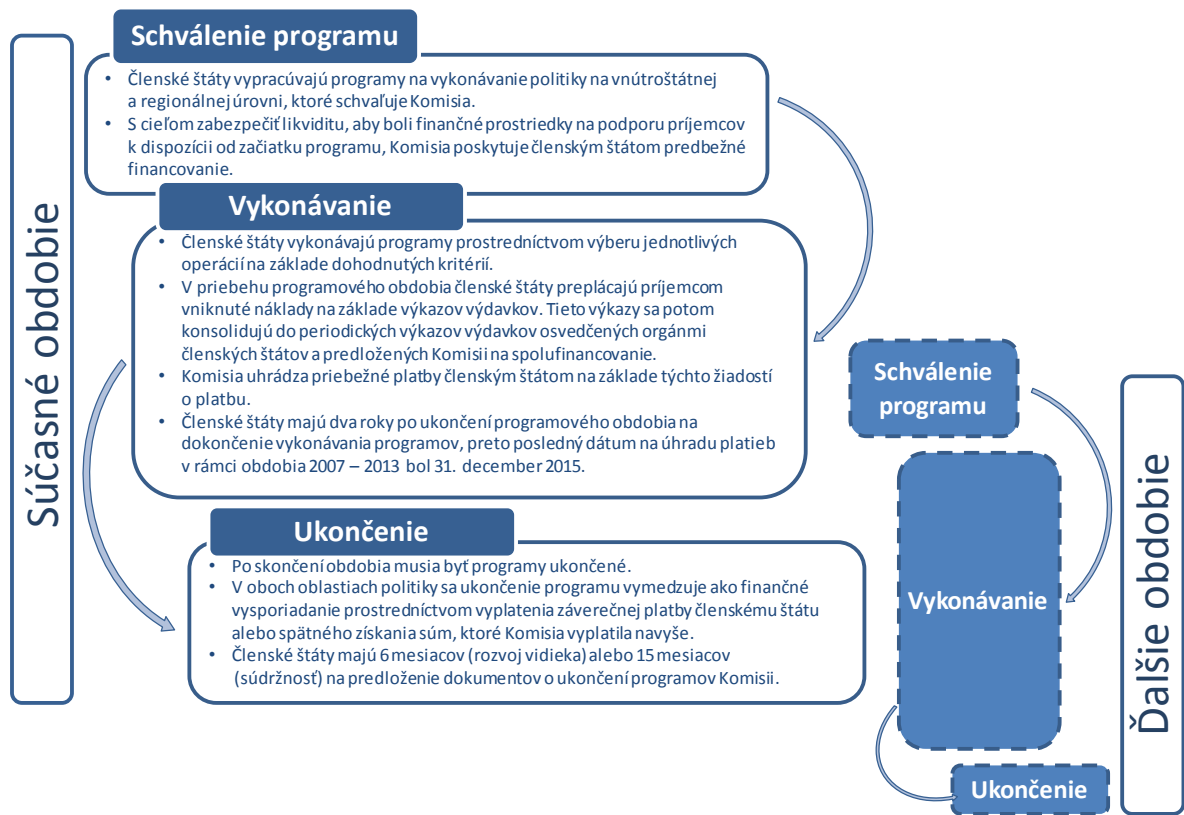 Súčasné obdobie
Schválenie programu
• Členské štáty vypracúvajú programy na vykonávanie politiky na vnútroštátnej
a regionálnej úrovni, ktoré schvaľuje Komisia.
• S cieľom zabezpečiť likviditu, aby boli finančné prostriedky na podporu príjemcov
k dispozícii od začiatku programu, Komisia poskytuje členským štátom predbežné
financovanie.
Vykonávanie
• Členské štáty vykonávajú programy prostredníctvom výberu jednotlivých
operácií na základe dohodnutých kritérií.
• V priebehu programového obdobia členské štáty preplácajú príjemcom
vniknuté náklady na základe výkazov výdavkov. Tieto výkazy sa potom
konsolidujú do periodických výkazov výdavkov osvedčených orgánmi
členských štátov a predložených Komisii na spolufinancovanie.
• Komisia uhrádza priebežné platby členským štátom na základe týchto žiadostí
o platbu.
• Členské štáty majú dva roky po ukončení programového obdobia na
dokončenie vykonávania programov, preto posledný dátum na úhradu platieb
v rámci obdobia 2007 – 2013 bol 31. december 2015.
Ukončenie
• Po skončení obdobia musia byť programy ukončené.
• V oboch oblastiach politiky sa ukončenie programu vymedzuje ako finančné
vysporiadanie prostredníctvom vyplatenia záverečnej platby členskému štátu
alebo spätného získania súm, ktoré Komisia vyplatila navyše.
• Členské štáty majú 6 mesiacov (rozvoj vidieka) alebo 15 mesiacov
(súdržnosť) na predloženie dokumentov o ukončení programov Komisii.
Schválenie
programu
Vykonávanie
Ukončenie
Ďalšie obdobie